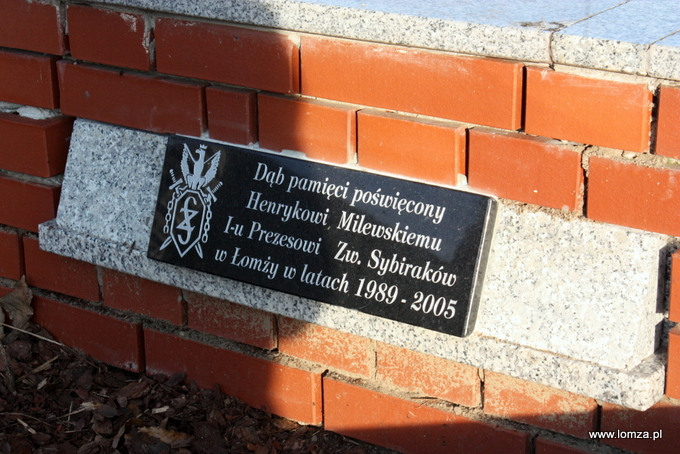 Dąb pamięci poświęcony
Henrykowi Milewskiemu
I-u Prezesowi Zw. Sybiraków
w Łomży w latach 1989 - 2005
www.lomza.pl